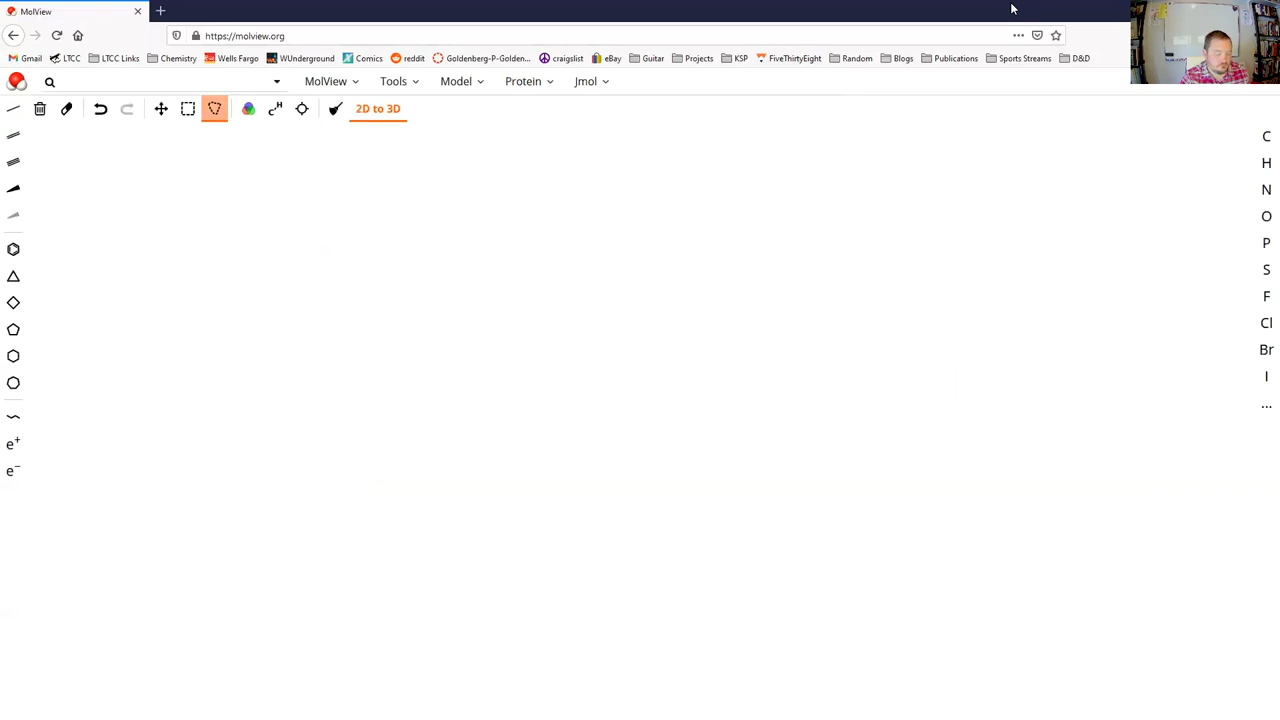 MolView
https://molview.org
Gmail LTCC LTCC Links Chemistry Wells Fargo WUnderground Comics reddit Goldenberg-P-Golden... craigslist eBay Guitar Projects KSP FiveThirtyEight Random Blogs Publications Sports Streams D&D
MolView Tools Model Protein Jmol
C H 2D to 3D
C
H
N
O
P
S
F
Cl
Br
I
...
e+
e−